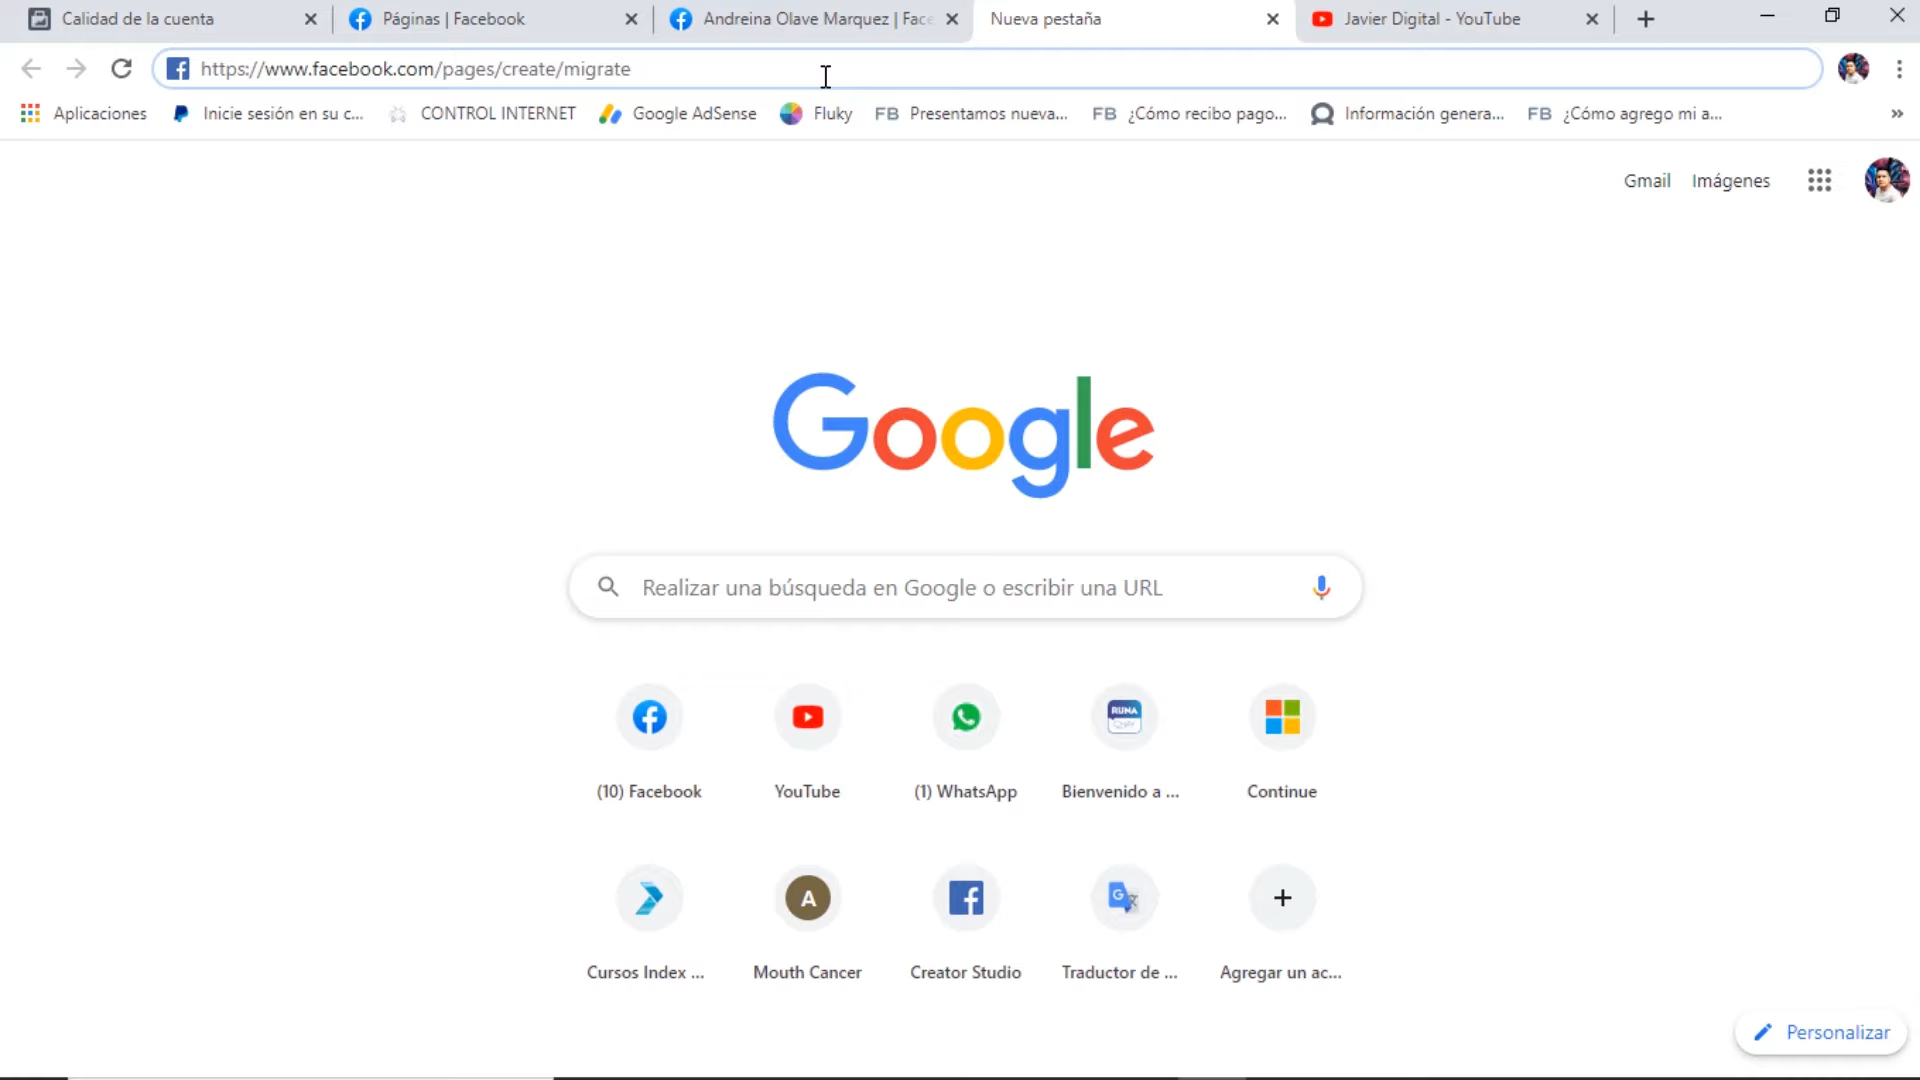 Calidad de la cuenta
Páginas | Facebook
Andreina Olave Marquez | Face
Nueva pestaña
Javier Digital - YouTube
https://www.facebook.com/pages/create/migrate
Aplicaciones
Inicie sesión en su c...
CONTROL INTERNET
Google AdSense
Fluky
FB Presentamos nueva...
FB ¿Cómo recibo pago...
Información genera...
FB ¿Cómo agrego mi a...
Gmail
Imágenes
Google
Realizar una búsqueda en Google o escribir una URL
RUNA
(10) Facebook
YouTube
(1) WhatsApp
Bienvenido a ...
Continue
A
Cursos Index ...
Mouth Cancer
Creator Studio
Traductor de ...
Agregar un ac...
Personalizar